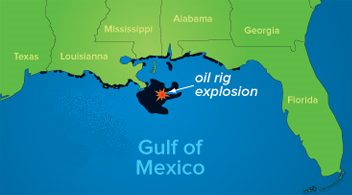 Alabama
Mississippi
Georgia
Texas
Louisianna
oil rig
explosion
Florida
Gulf of
Mexico